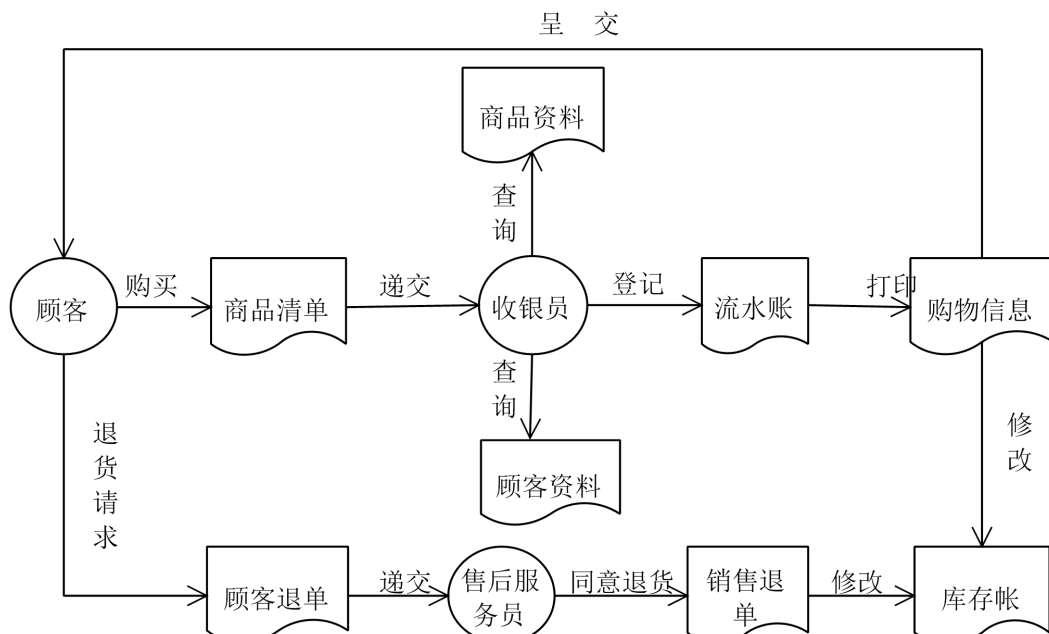 呈 交
商品资料
查
询
顾客
购买
商品清单
递交
收银员
登记
流水账
打印
购物信息
查
询
顾客资料
退
货
请
求
修
改
顾客退单
递交
售后服
务员
同意退货
销售退
单
修改
库存帐